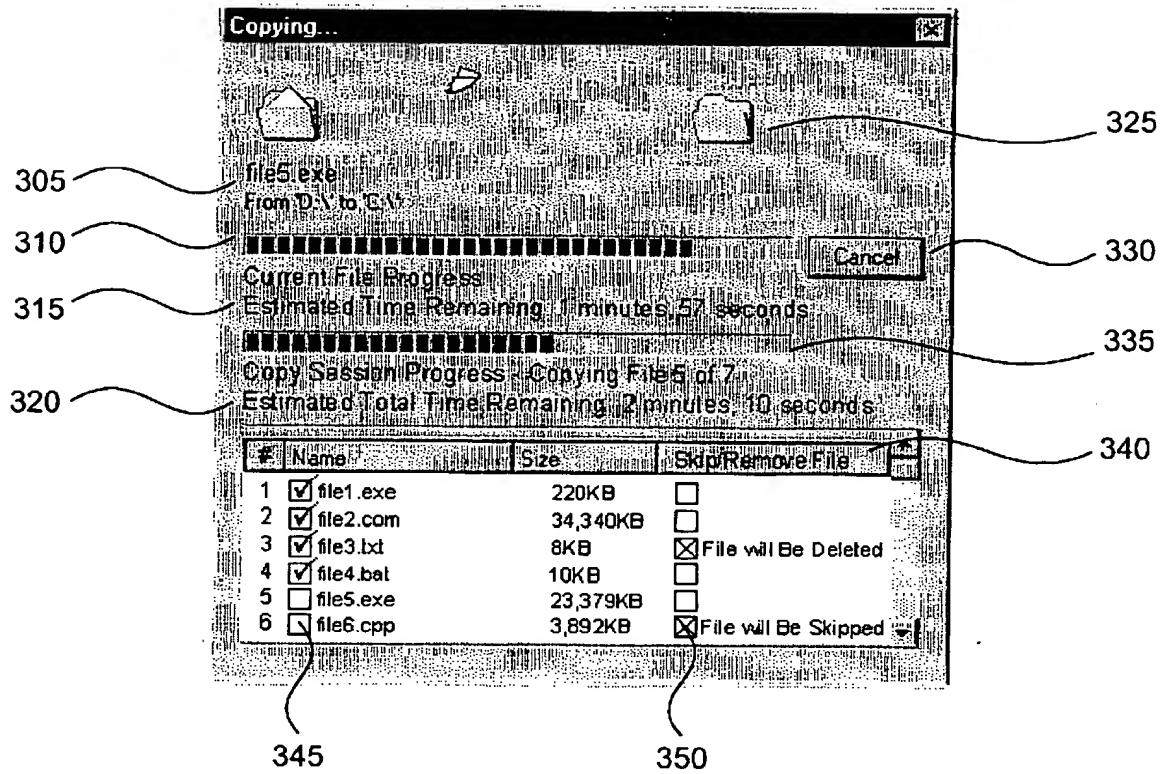 Copying...
325
305
file5.exe
From 'D:\' to 'C:\'
310
Cancel
330
Current File Progress
315
Estimated Time Remaining, 1 minutes, 57 seconds
335
Copy Session Progress - Copying File 5 of 7
320
Estimated Total Time Remaining, 2 minutes, 10 seconds
340
# Name Size Skip/Remove File
1 file1.exe 220KB
2 file2.com 34,340KB
3 file3.txt 8KB File will Be Deleted
4 file4.bat 10KB
5 file5.exe 23,379KB
6 file6.cpp 3,892KB File will Be Skipped
345
350